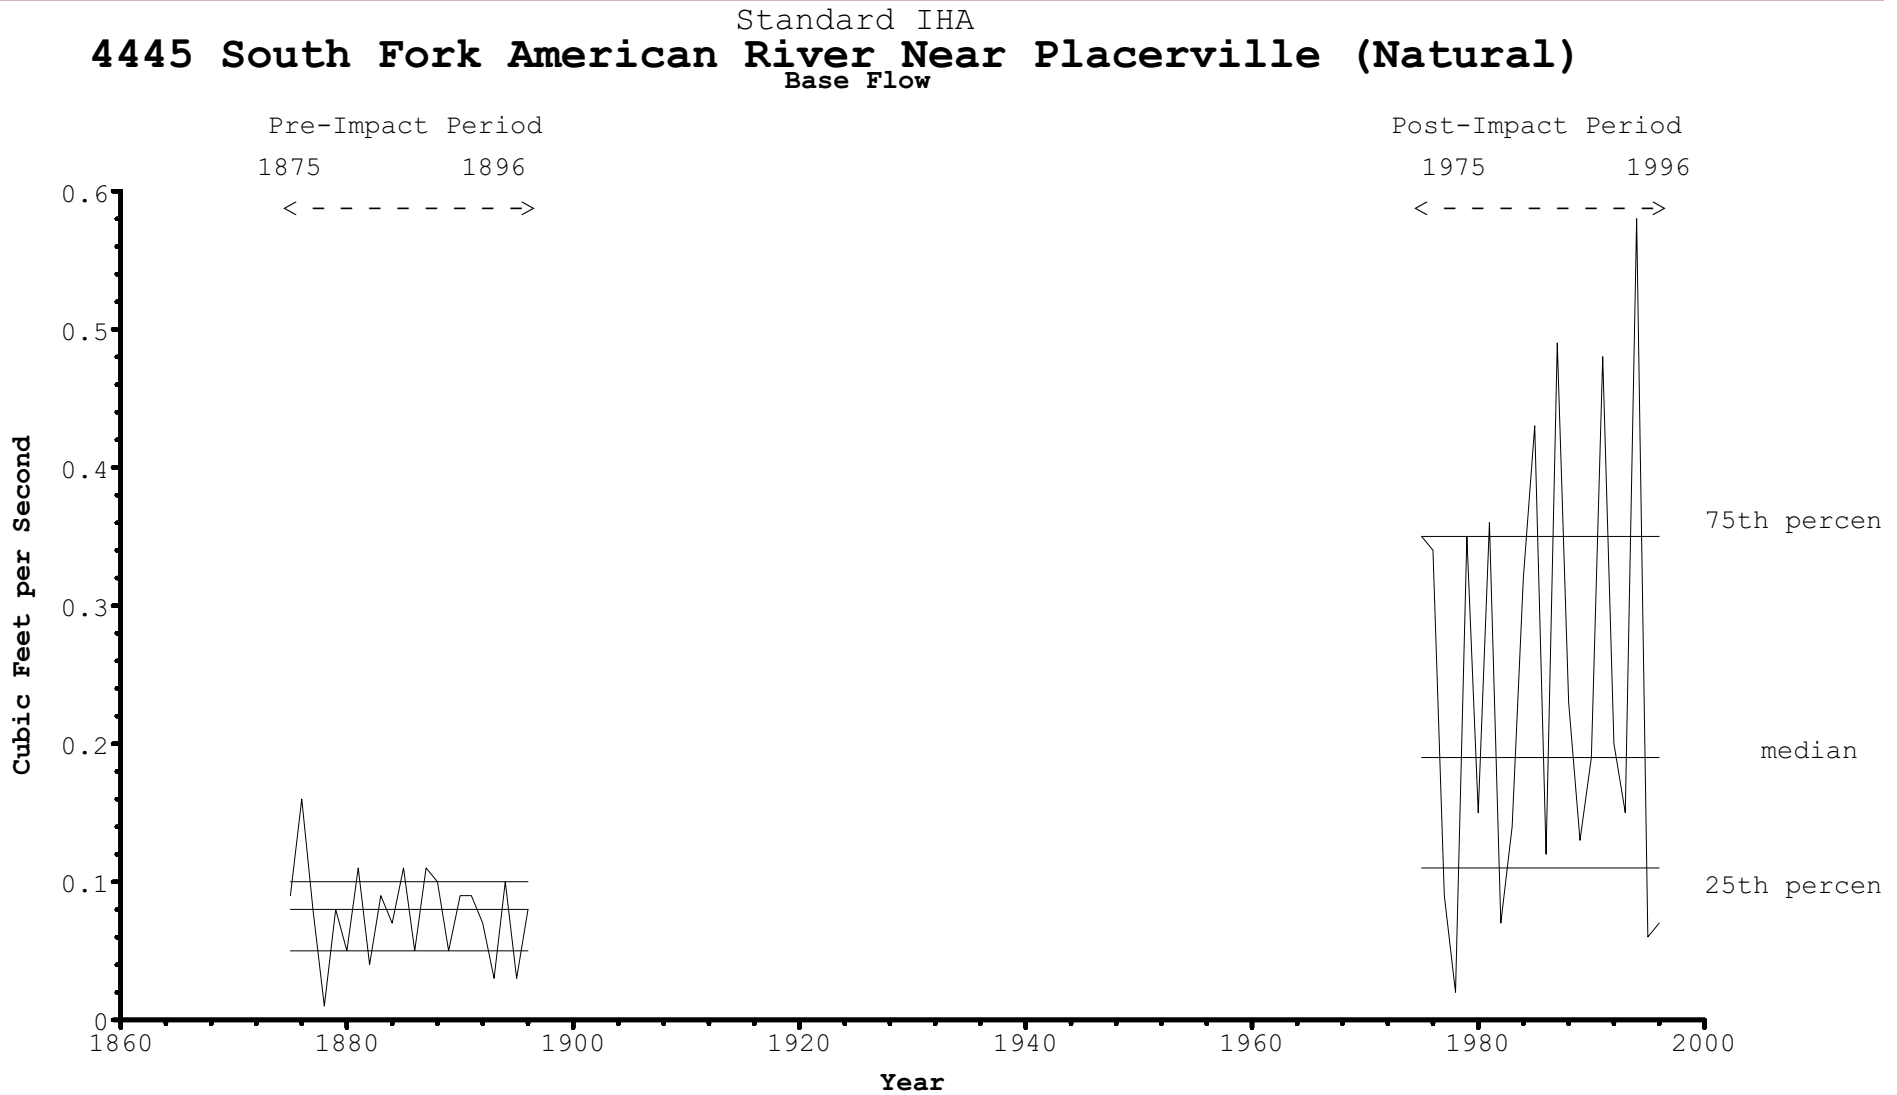 Standard IHA
4445 South Fork American River Near Placerville (Natural)
Base Flow
Pre-Impact Period
Post-Impact Period
1875 1896
1975 1996
< - - - - - - - ->
< - - - - - - - ->
0.6
0.5
0.4
0.3
0.2
0.1
0
Cubic Feet per Second
75th percen
median
25th percen
1860 1880 1900 1920 1940 1960 1980 2000
Year